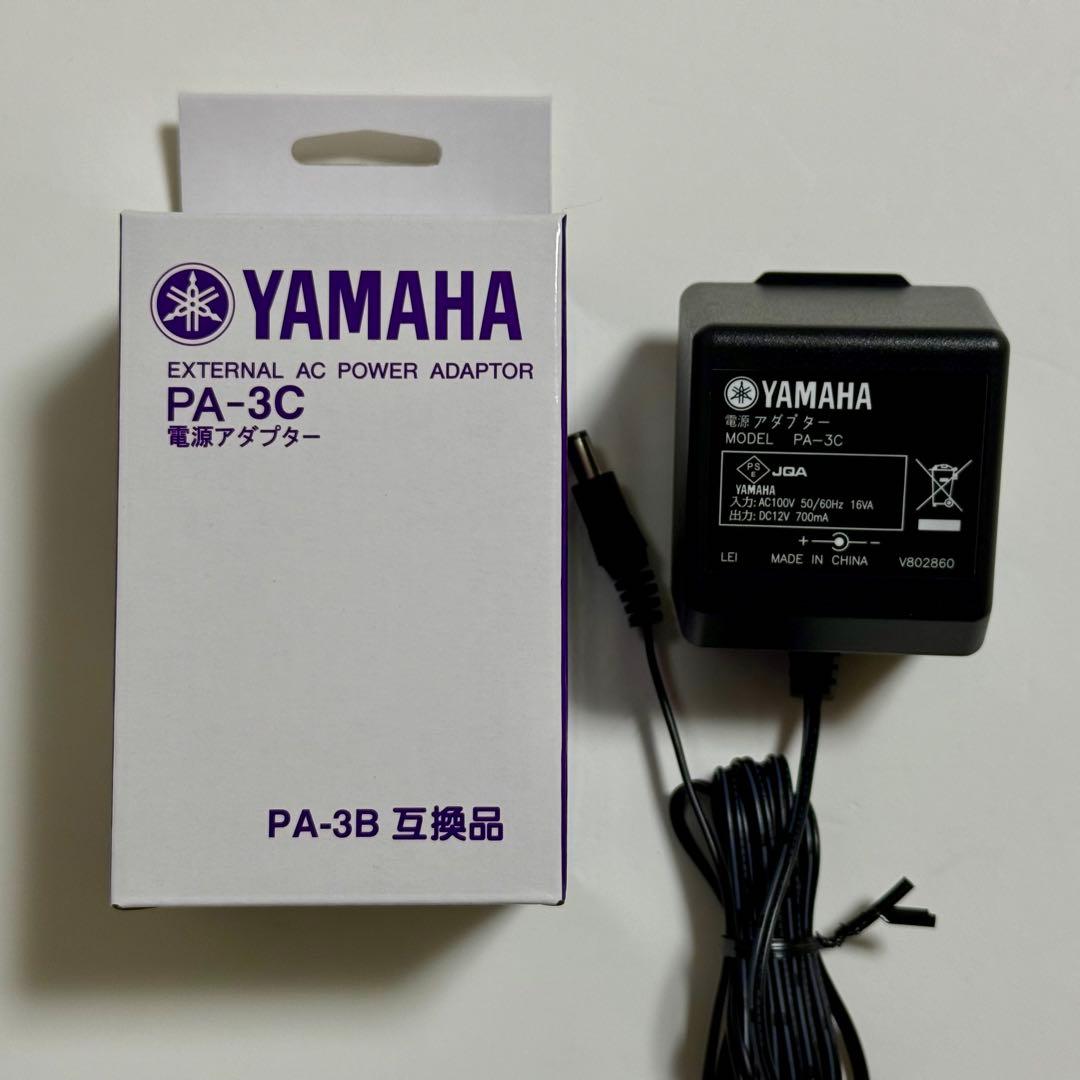 YAMAHA
EXTERNAL AC POWER ADAPTOR
PA-3C
電源アダプター
PA-3B 互換品
YAMAHA
電源アダプター
MODEL PA-3C
PS
E
JQA
YAMAHA
入力: AC100V 50/60Hz 16VA
出力: DC12V 700mA
+ -
LEI MADE IN CHINA V802860